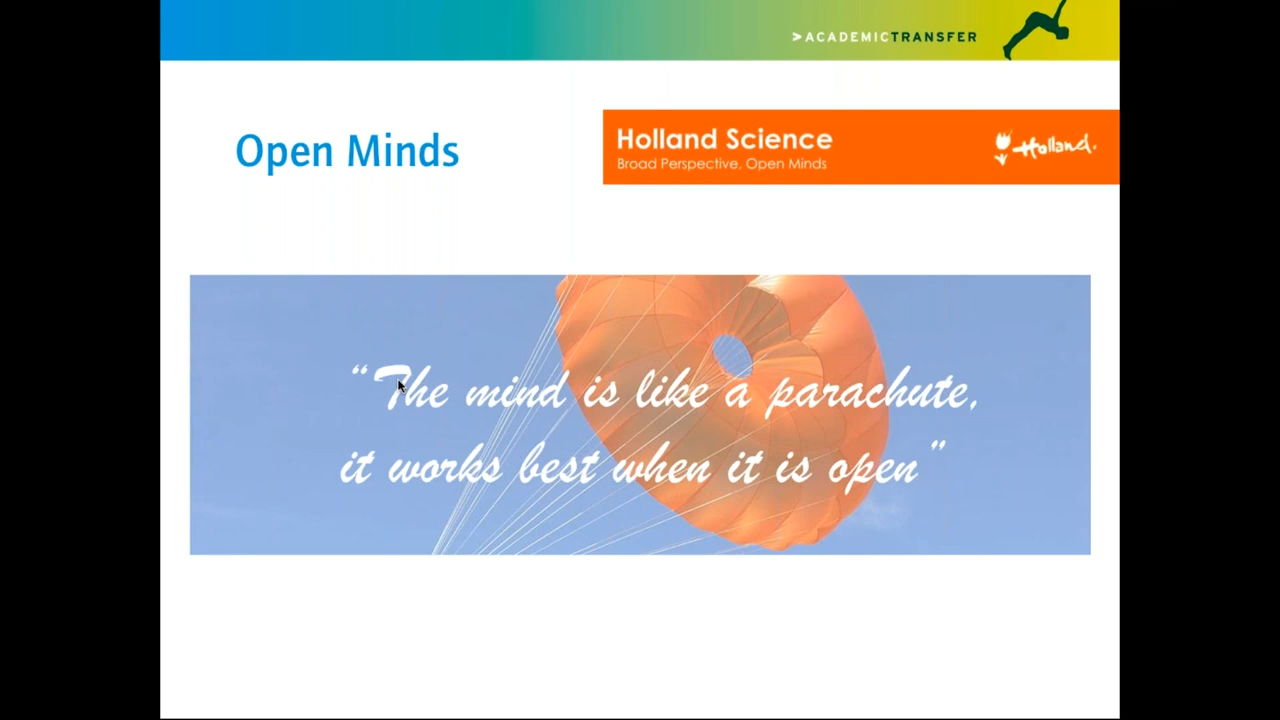 >ACADEMICTRANSFER
Open Minds
Holland Science
Broad Perspective, Open Minds
Holland.
“The mind is like a parachute,
it works best when it is open”